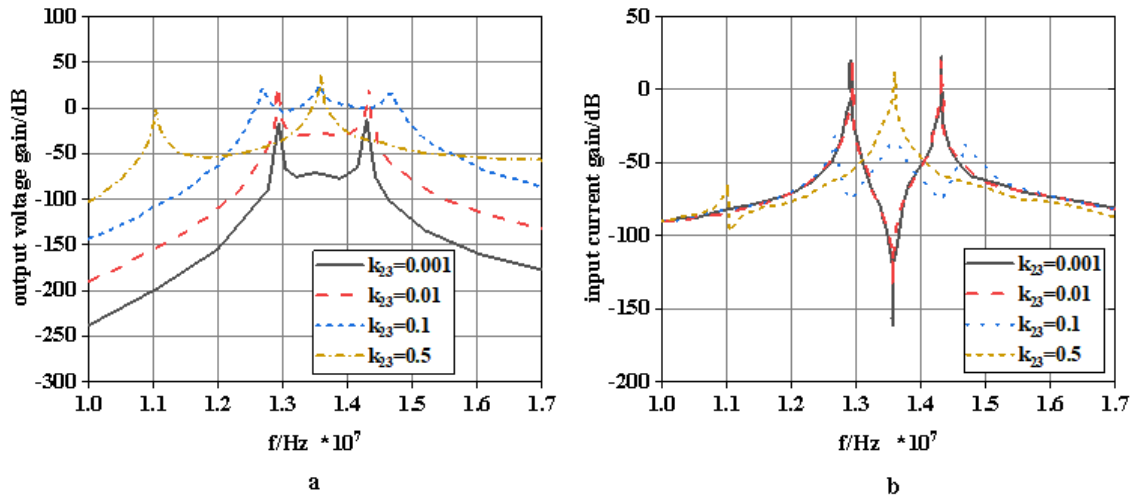 output voltage gain/dB
100
50
0
-50
-100
-150
-200
-250
-300
k23=0.001
k23=0.01
k23=0.1
k23=0.5
1.0 1.1 1.2 1.3 1.4 1.5 1.6 1.7
f/Hz *10^7
a
input current gain/dB
50
0
-50
-100
-150
-200
k23=0.001
k23=0.01
k23=0.1
k23=0.5
1.0 1.1 1.2 1.3 1.4 1.5 1.6 1.7
f/Hz *10^7
b